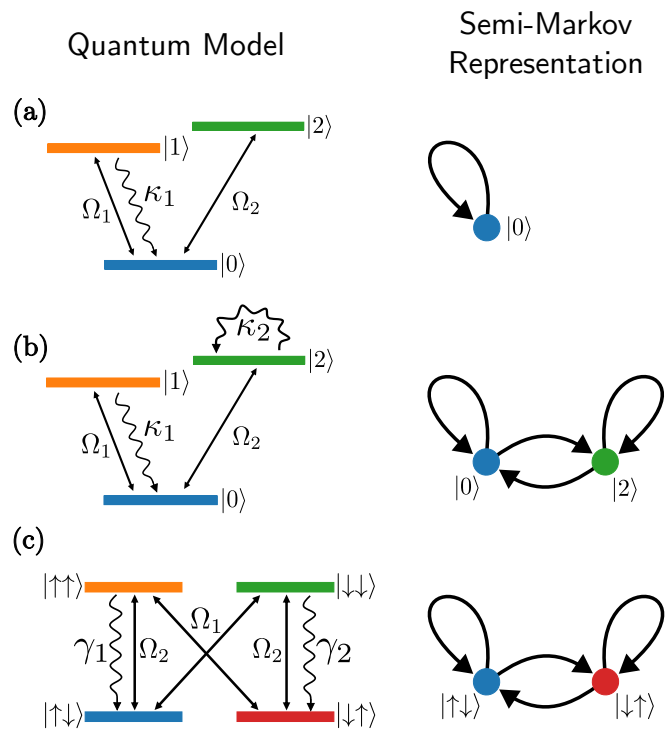 Quantum Model
Semi-Markov
Representation
(a)
|1⟩
|2⟩
Ω₁
κ₁
Ω₂
|0⟩
|0⟩
(b)
κ₂
|1⟩
|2⟩
Ω₁
κ₁
Ω₂
|0⟩
|0⟩
|2⟩
(c)
|↑↑⟩
|↓↓⟩
γ₁
Ω₂
Ω₁
Ω₂
γ₂
|↑↓⟩
|↓↑⟩
|↑↓⟩
|↓↑⟩